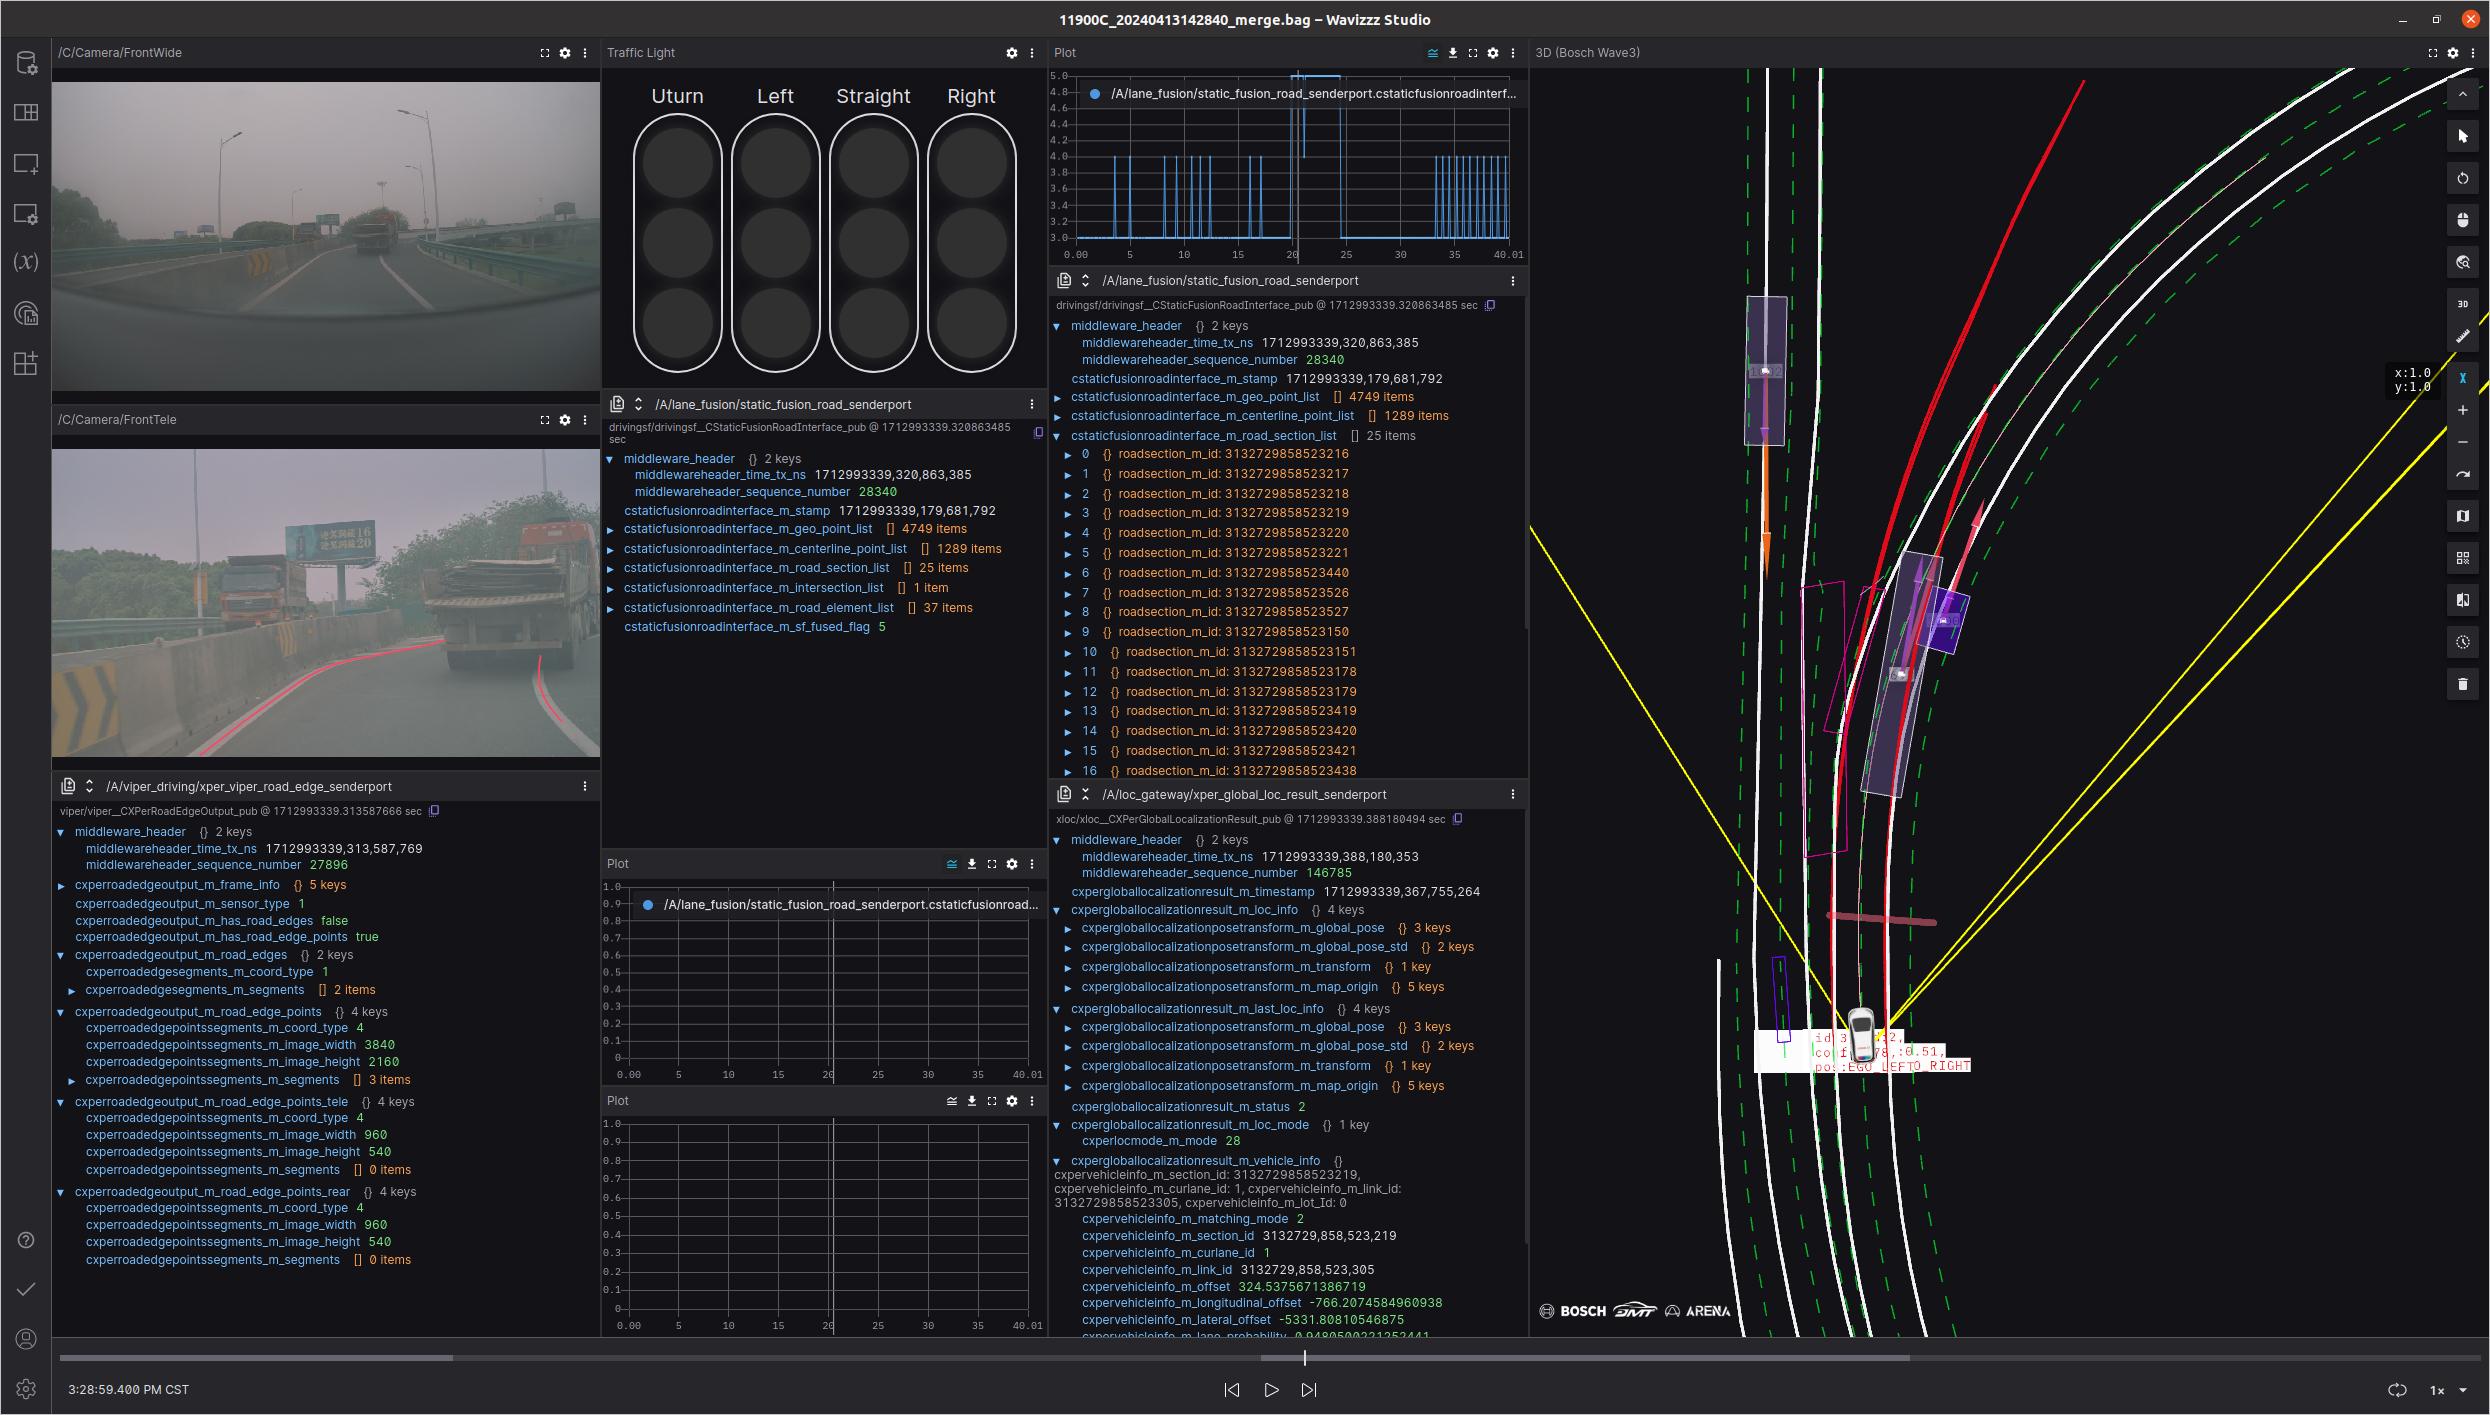 11900C_20240413142840_merge.bag – Wavizzz Studio
/C/Camera/FrontWide
/C/Camera/FrontTele
/A/viper_driving/xper_viper_road_edge_senderport
viper/viper__CXPerRoadEdgeOutput_pub @ 1712993339.313587666 sec
middleware_header {} 2 keys
middlewareheader_time_tx_ns 1712993339,313,587,769
middlewareheader_sequence_number 27896
cxperroadedgeoutput_m_frame_info {} 5 keys
cxperroadedgeoutput_m_sensor_type 1
cxperroadedgeoutput_m_has_road_edges false
cxperroadedgeoutput_m_has_road_edge_points true
cxperroadedgeoutput_m_road_edges {} 2 keys
cxperroadedgesegments_m_coord_type 1
cxperroadedgesegments_m_segments [] 2 items
cxperroadedgeoutput_m_road_edge_points {} 4 keys
cxperroadedgepointssegments_m_coord_type 4
cxperroadedgepointssegments_m_image_width 3840
cxperroadedgepointssegments_m_image_height 2160
cxperroadedgepointssegments_m_segments [] 3 items
cxperroadedgeoutput_m_road_edge_points_tele {} 4 keys
cxperroadedgepointssegments_m_coord_type 4
cxperroadedgepointssegments_m_image_width 960
cxperroadedgepointssegments_m_image_height 540
cxperroadedgepointssegments_m_segments [] 0 items
cxperroadedgeoutput_m_road_edge_points_rear {} 4 keys
cxperroadedgepointssegments_m_coord_type 4
cxperroadedgepointssegments_m_image_width 960
cxperroadedgepointssegments_m_image_height 540
cxperroadedgepointssegments_m_segments [] 0 items
Traffic Light
Uturn Left Straight Right
/A/lane_fusion/static_fusion_road_senderport
drivingsf/drivingsf__CStaticFusionRoadInterface_pub @ 1712993339.320863485
sec
middleware_header {} 2 keys
middlewareheader_time_tx_ns 1712993339,320,863,385
middlewareheader_sequence_number 28340
cstaticfusionroadinterface_m_stamp 1712993339,179,681,792
cstaticfusionroadinterface_m_geo_point_list [] 4749 items
cstaticfusionroadinterface_m_centerline_point_list [] 1289 items
cstaticfusionroadinterface_m_road_section_list [] 25 items
cstaticfusionroadinterface_m_intersection_list [] 1 item
cstaticfusionroadinterface_m_road_element_list [] 37 items
cstaticfusionroadinterface_m_sf_fused_flag 5
Plot
1.0
0.9
/A/lane_fusion/static_fusion_road_senderport.cstaticfusionroad...
0.8
0.7
0.6
0.5
0.4
0.3
0.2
0.1
0
0.00 5 10 15 20 25 30 35 40.01
Plot
1.0
0.9
0.8
0.7
0.6
0.5
0.4
0.3
0.2
0.1
0
0.00 5 10 15 20 25 30 35 40.01
Plot
5.0
4.8
/A/lane_fusion/static_fusion_road_senderport.cstaticfusionroadinterf...
4.6
4.4
4.2
4.0
3.8
3.6
3.4
3.2
3.0
0.00 5 10 15 20 25 30 35 40.01
/A/lane_fusion/static_fusion_road_senderport
drivingsf/drivingsf__CStaticFusionRoadInterface_pub @ 1712993339.320863485 sec
middleware_header {} 2 keys
middlewareheader_time_tx_ns 1712993339,320,863,385
middlewareheader_sequence_number 28340
cstaticfusionroadinterface_m_stamp 1712993339,179,681,792
cstaticfusionroadinterface_m_geo_point_list [] 4749 items
cstaticfusionroadinterface_m_centerline_point_list [] 1289 items
cstaticfusionroadinterface_m_road_section_list [] 25 items
0 {} roadsection_m_id: 3132729858523216
1 {} roadsection_m_id: 3132729858523217
2 {} roadsection_m_id: 3132729858523218
3 {} roadsection_m_id: 3132729858523219
4 {} roadsection_m_id: 3132729858523220
5 {} roadsection_m_id: 3132729858523221
6 {} roadsection_m_id: 3132729858523440
7 {} roadsection_m_id: 3132729858523526
8 {} roadsection_m_id: 3132729858523527
9 {} roadsection_m_id: 3132729858523150
10 {} roadsection_m_id: 3132729858523151
11 {} roadsection_m_id: 3132729858523178
12 {} roadsection_m_id: 3132729858523179
13 {} roadsection_m_id: 3132729858523419
14 {} roadsection_m_id: 3132729858523420
15 {} roadsection_m_id: 3132729858523421
16 {} roadsection_m_id: 3132729858523438
/A/loc_gateway/xper_global_loc_result_senderport
xloc/xloc__CXPerGlobalLocalizationResult_pub @ 1712993339.388180494 sec
middleware_header {} 2 keys
middlewareheader_time_tx_ns 1712993339,388,180,353
middlewareheader_sequence_number 146785
cxpergloballocalizationresult_m_timestamp 1712993339,367,755,264
cxpergloballocalizationresult_m_loc_info {} 4 keys
cxpergloballocalizationposetransform_m_global_pose {} 3 keys
cxpergloballocalizationposetransform_m_global_pose_std {} 2 keys
cxpergloballocalizationposetransform_m_transform {} 1 key
cxpergloballocalizationposetransform_m_map_origin {} 5 keys
cxpergloballocalizationresult_m_last_loc_info {} 4 keys
cxpergloballocalizationposetransform_m_global_pose {} 3 keys
cxpergloballocalizationposetransform_m_global_pose_std {} 2 keys
cxpergloballocalizationposetransform_m_transform {} 1 key
cxpergloballocalizationposetransform_m_map_origin {} 5 keys
cxpergloballocalizationresult_m_status 2
cxpergloballocalizationresult_m_loc_mode {} 1 key
cxperlocmode_m_mode 28
cxpergloballocalizationresult_m_vehicle_info {}
cxpervehicleinfo_m_section_id: 3132729858523219,
cxpervehicleinfo_m_curlane_id: 1, cxpervehicleinfo_m_link_id:
3132729858523305, cxpervehicleinfo_m_lot_Id: 0
cxpervehicleinfo_m_matching_mode 2
cxpervehicleinfo_m_section_id 3132729,858,523,219
cxpervehicleinfo_m_curlane_id 1
cxpervehicleinfo_m_link_id 3132729,858,523,305
cxpervehicleinfo_m_offset 324.5375671386719
cxpervehicleinfo_m_longitudinal_offset -766.2074584960938
cxpervehicleinfo_m_lateral_offset -5331.80810546875
3D (Bosch Wave3)
3D
x:1.0
y:1.0
BOSCH JMT ARENA
3:28:59.400 PM CST
1×